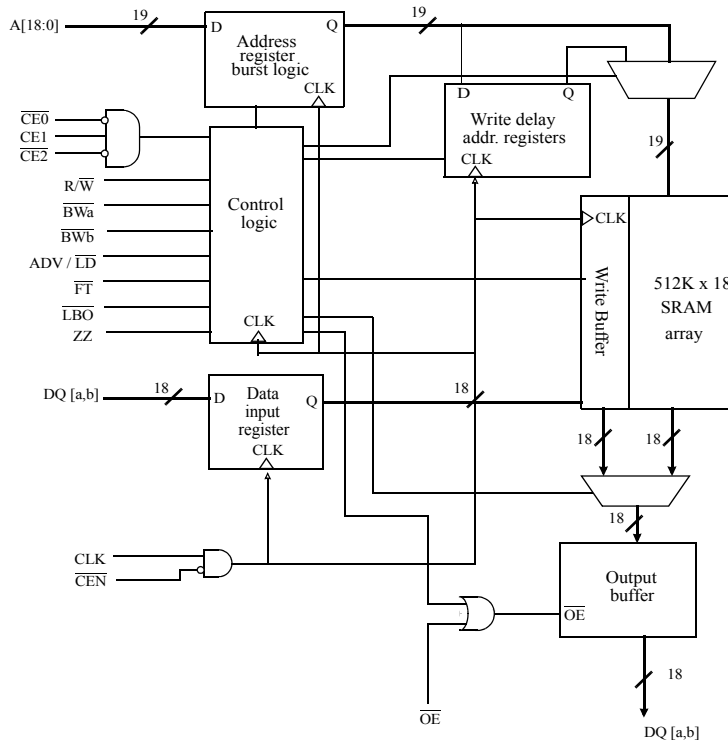 A[18:0]
19
D
Q
Address
register
burst logic
CLK
19
D
Q
Write delay
addr. registers
CLK
19
CE0
CE1
CE2
R/W
BWa
BWb
ADV / LD
FT
LBO
ZZ
Control
logic
CLK
CLK
Write Buffer
512K x 18
SRAM
array
DQ [a,b]
18
D
Q
Data
input
register
CLK
18
18
18
18
CLK
CEN
Output
buffer
OE
OE
18
DQ [a,b]